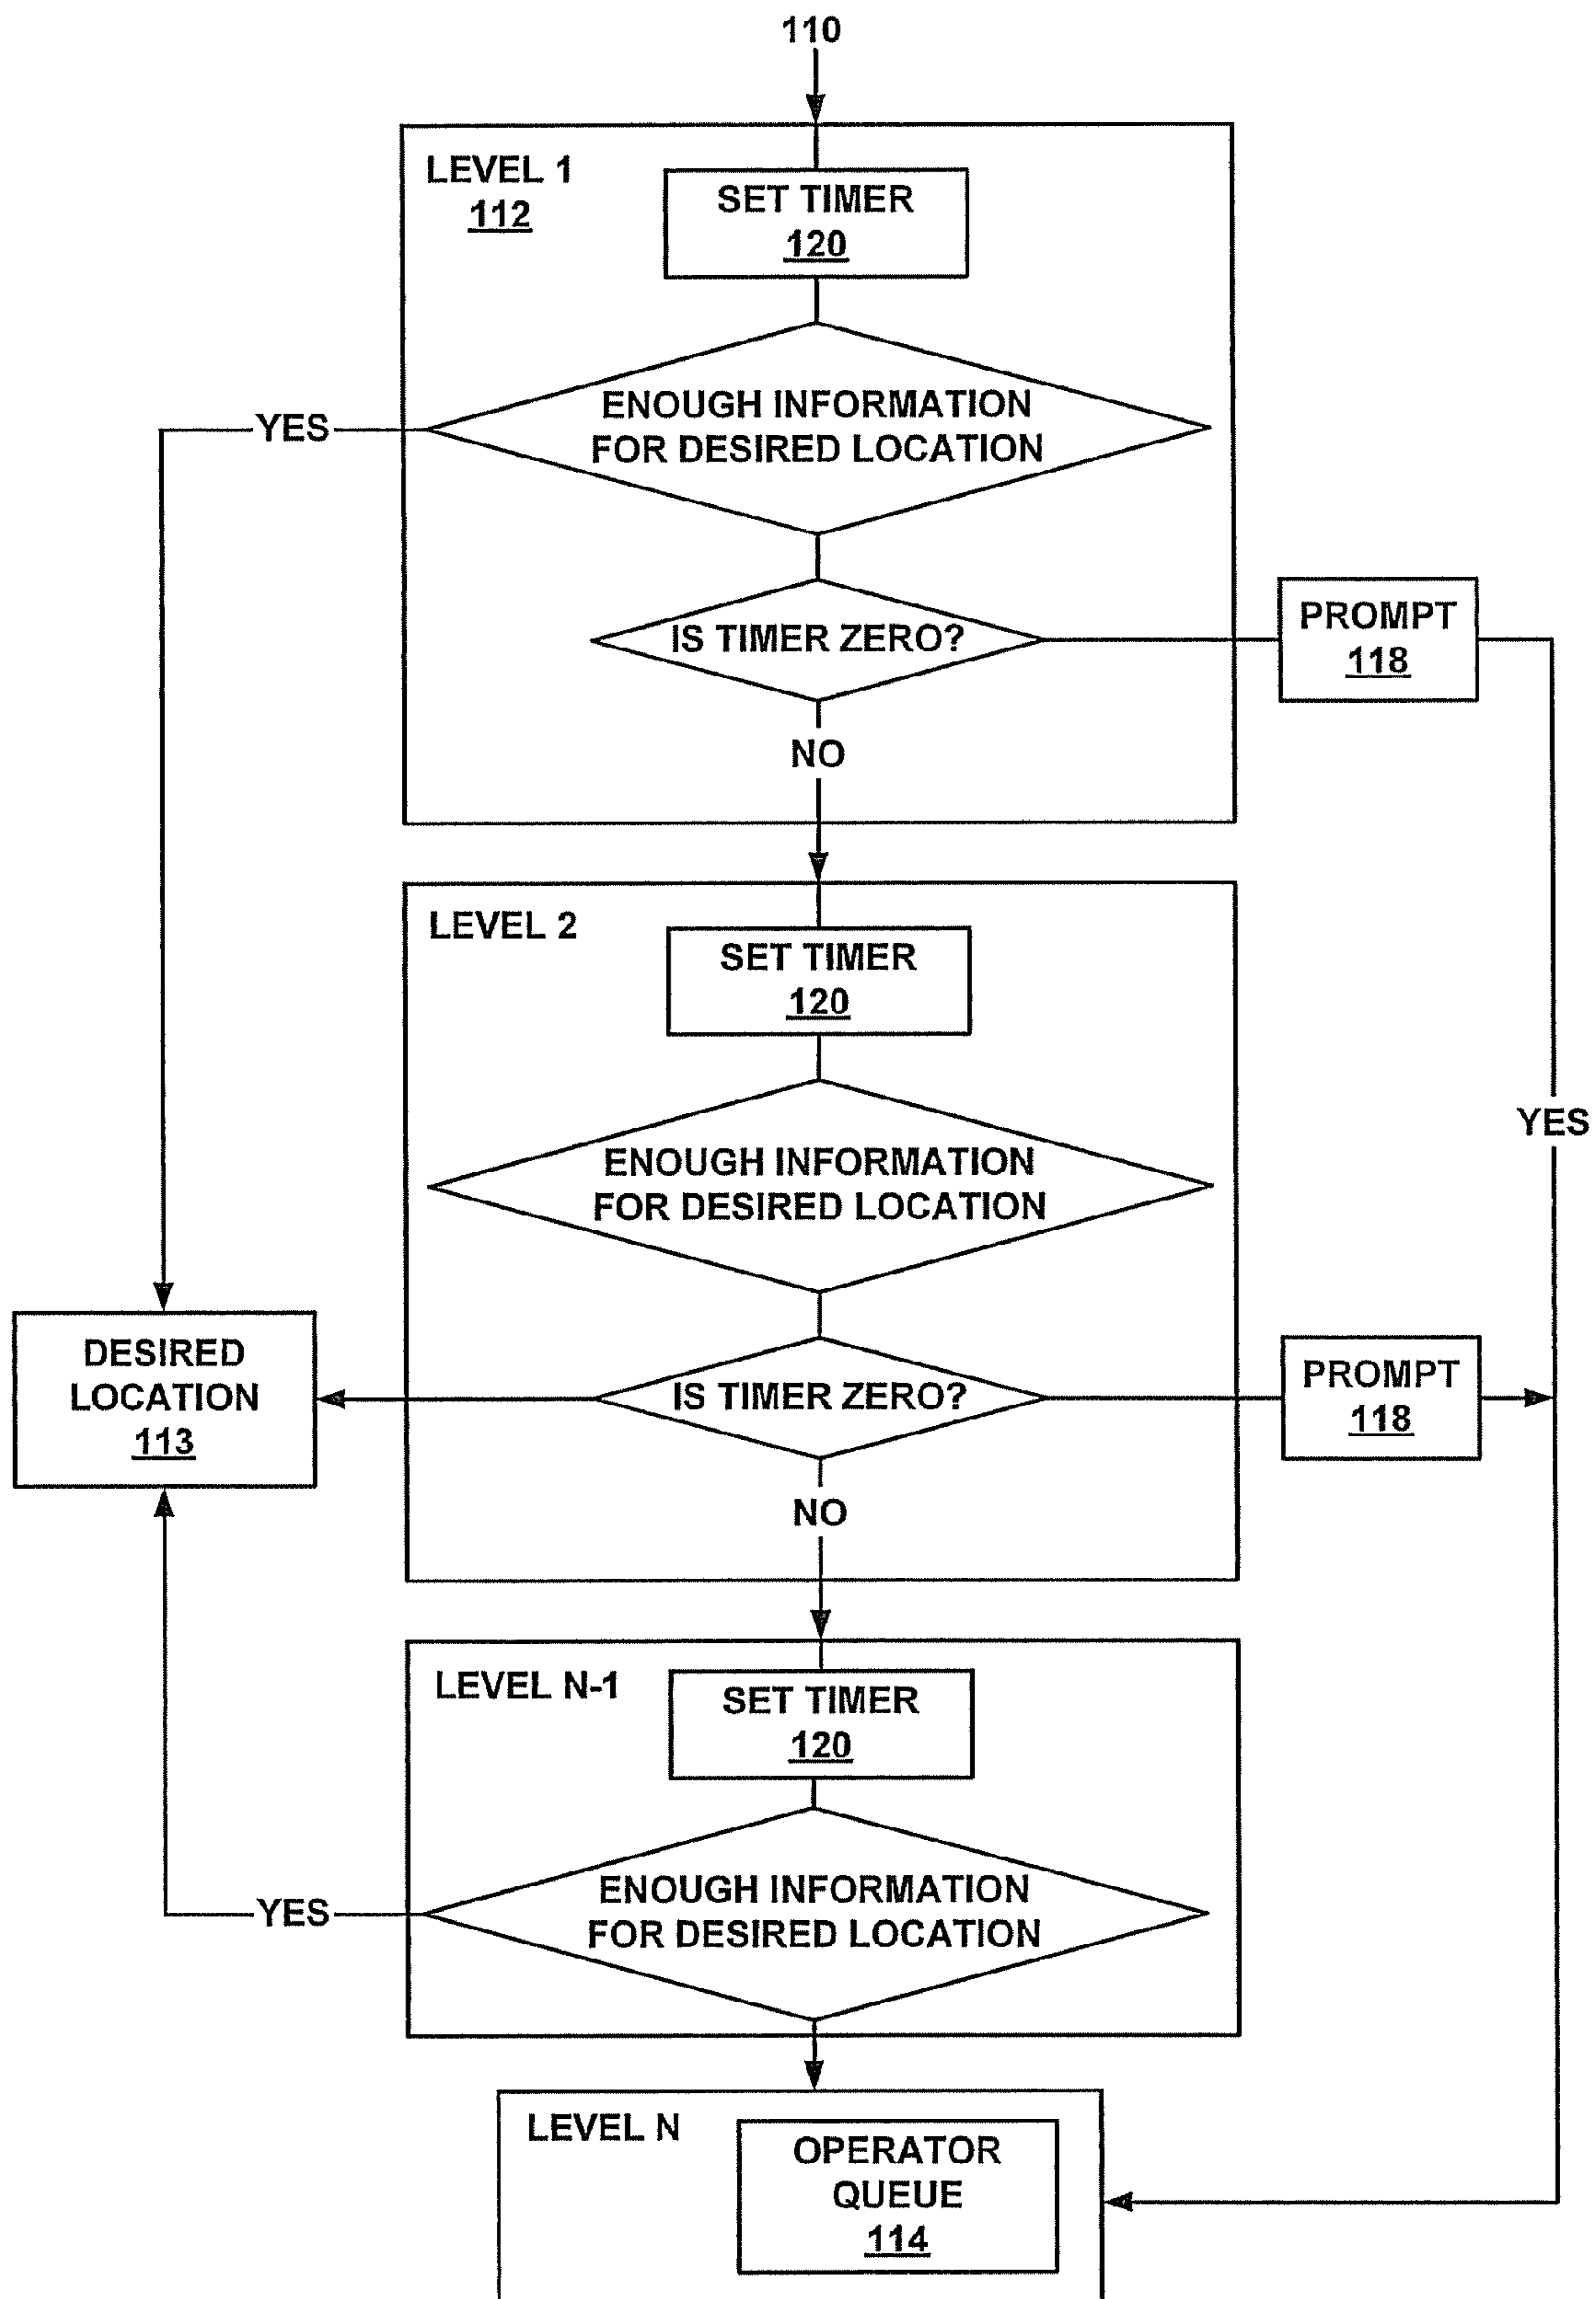 110
LEVEL 1
112
SET TIMER
120
ENOUGH INFORMATION
FOR DESIRED LOCATION
YES
IS TIMER ZERO?
PROMPT
118
NO
LEVEL 2
SET TIMER
120
YES
ENOUGH INFORMATION
FOR DESIRED LOCATION
DESIRED
LOCATION
113
IS TIMER ZERO?
PROMPT
118
NO
LEVEL N-1
SET TIMER
120
ENOUGH INFORMATION
FOR DESIRED LOCATION
YES
LEVEL N
OPERATOR
QUEUE
114